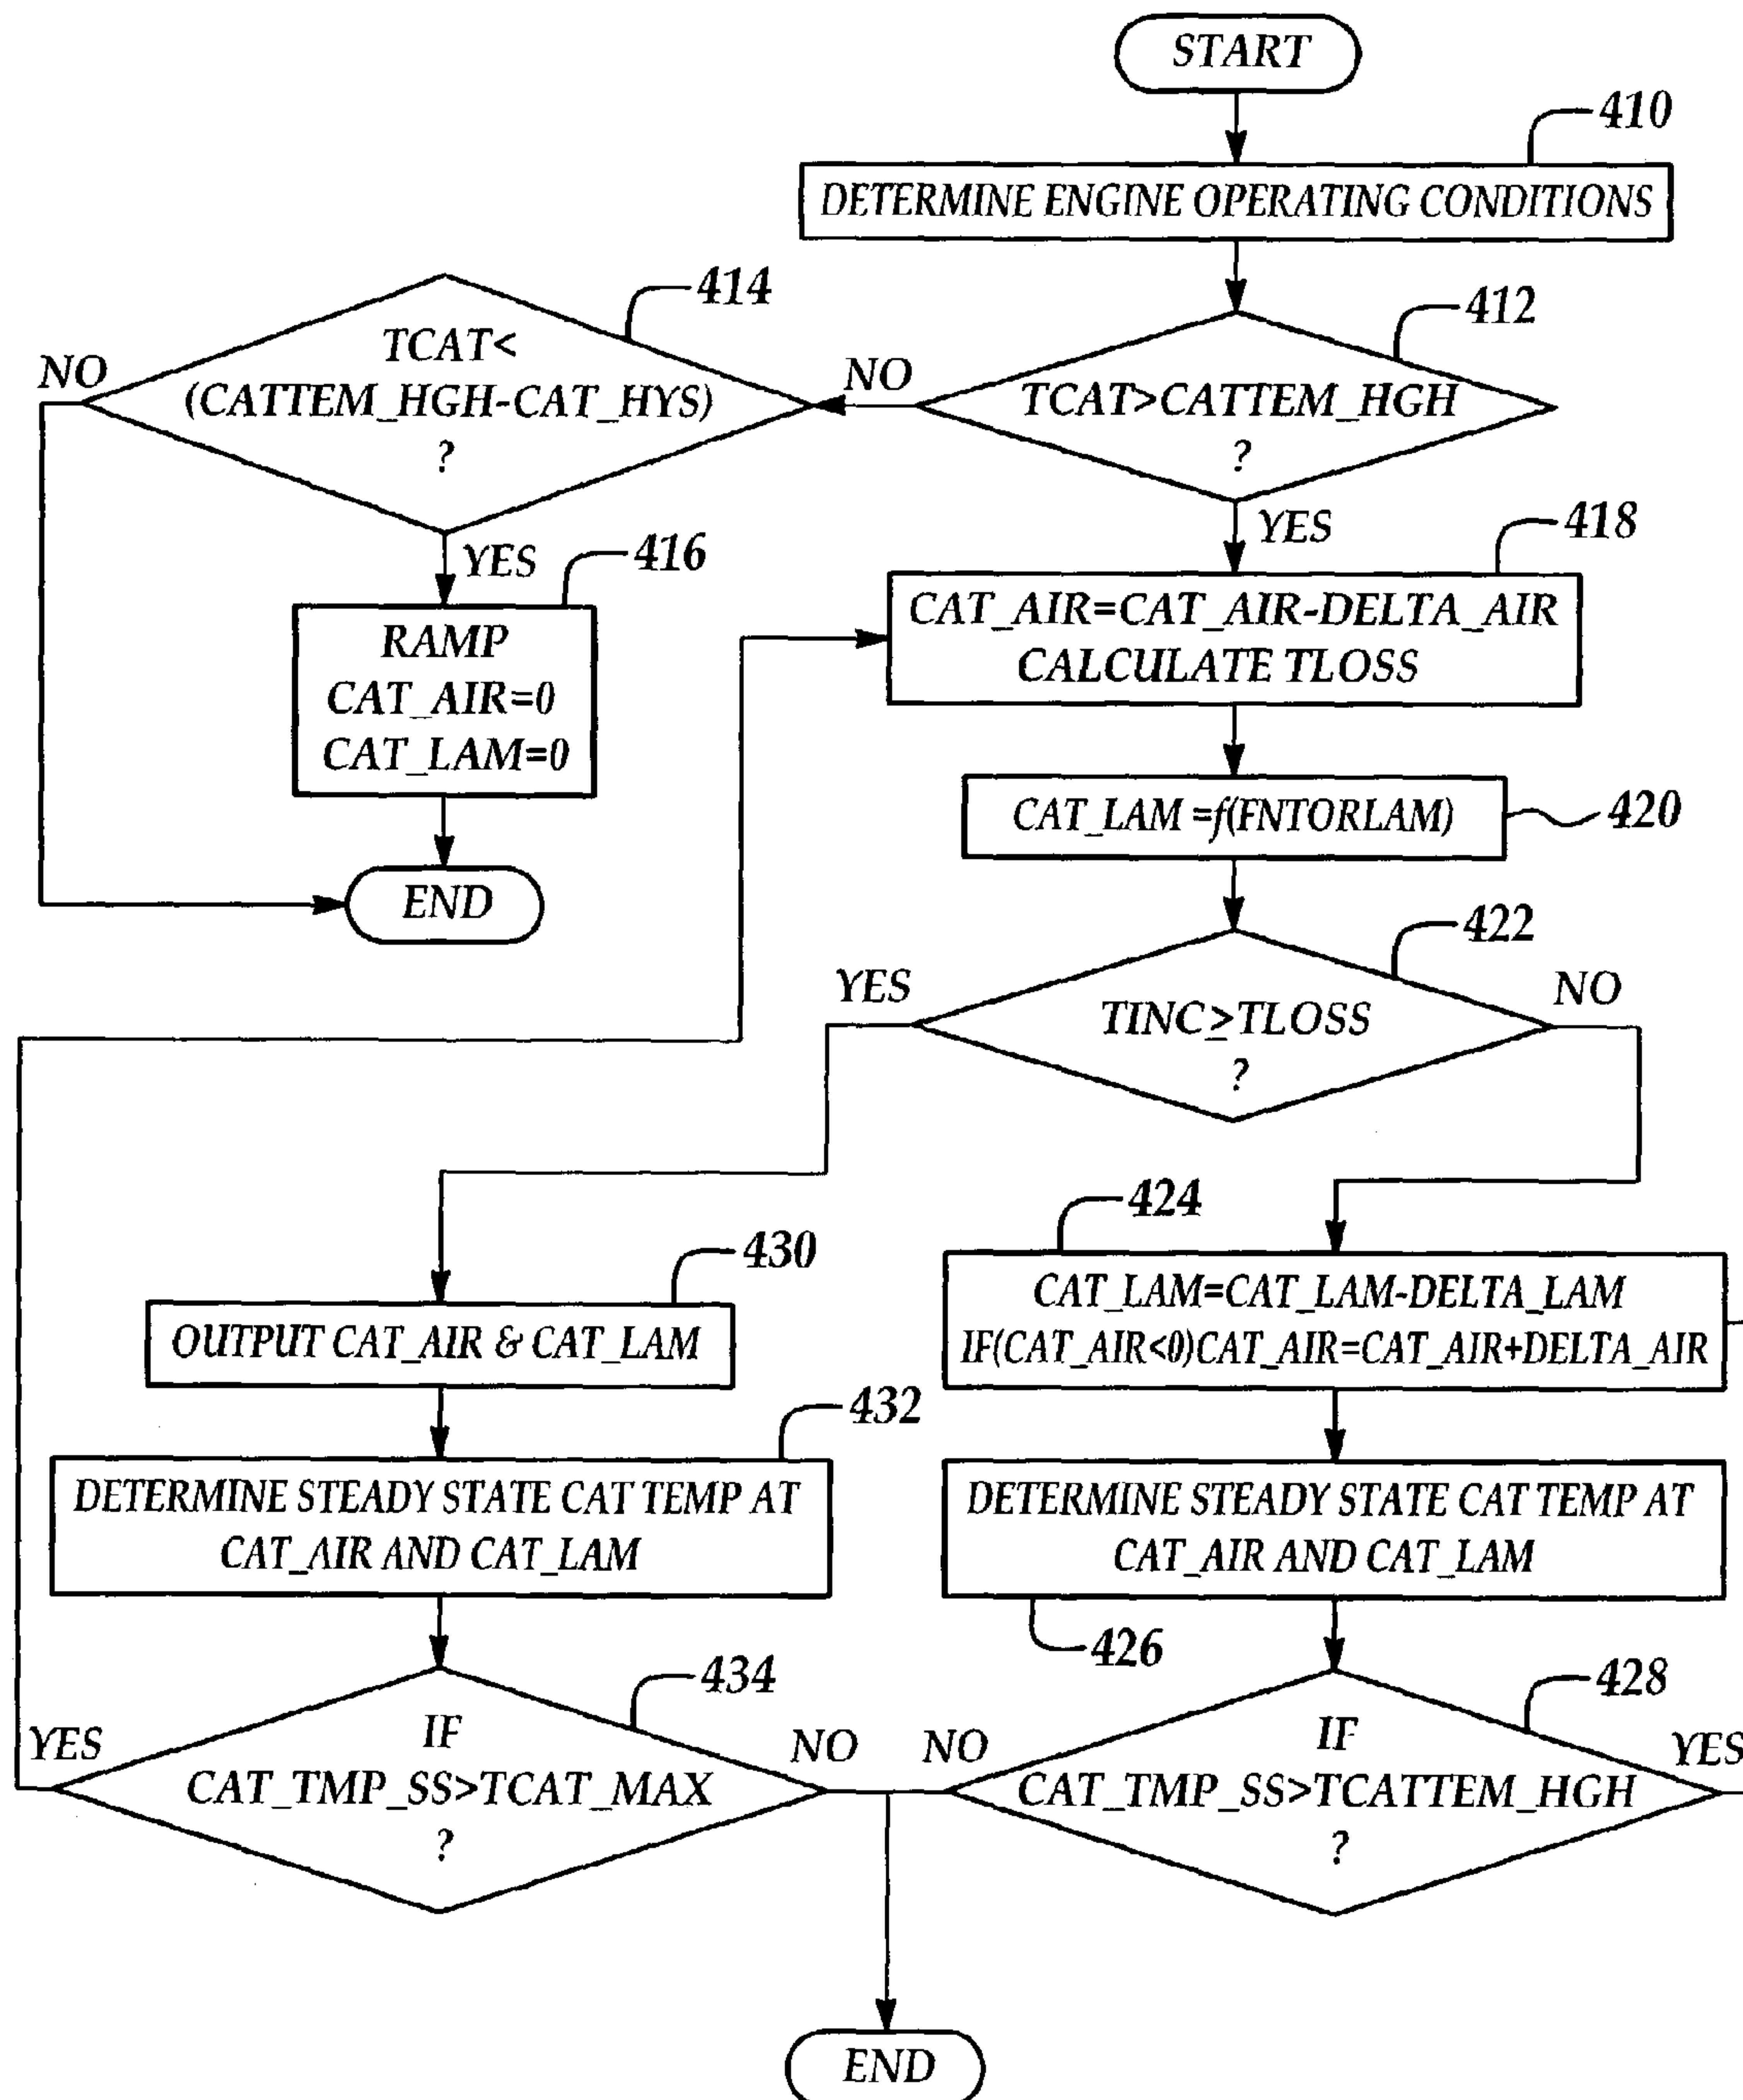 START
410
DETERMINE ENGINE OPERATING CONDITIONS
412
TCAT>CATTEM_HGH
?
NO
YES
414
TCAT<
(CATTEM_HGH-CAT_HYS)
?
NO
YES
416
RAMP
CAT_AIR=0
CAT_LAM=0
END
418
CAT_AIR=CAT_AIR-DELTA_AIR
CALCULATE TLOSS
CAT_LAM =f(FNTORLAM)
420
422
TINC≥TLOSS
?
YES
NO
424
CAT_LAM=CAT_LAM-DELTA_LAM
IF(CAT_AIR<0)CAT_AIR=CAT_AIR+DELTA_AIR
430
OUTPUT CAT_AIR & CAT_LAM
432
DETERMINE STEADY STATE CAT TEMP AT
CAT_AIR AND CAT_LAM
DETERMINE STEADY STATE CAT TEMP AT
CAT_AIR AND CAT_LAM
426
434
IF
CAT_TMP_SS>TCAT_MAX
?
YES
NO
428
IF
CAT_TMP_SS>TCATTEM_HGH
?
NO
YES
END